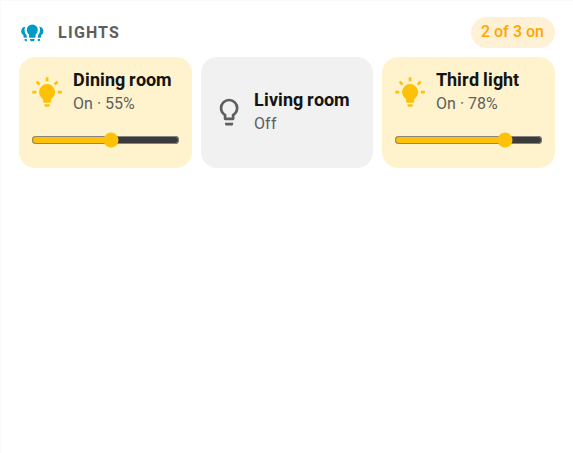 LIGHTS
2 of 3 on
Dining room
On · 55%
Living room
Off
Third light
On · 78%